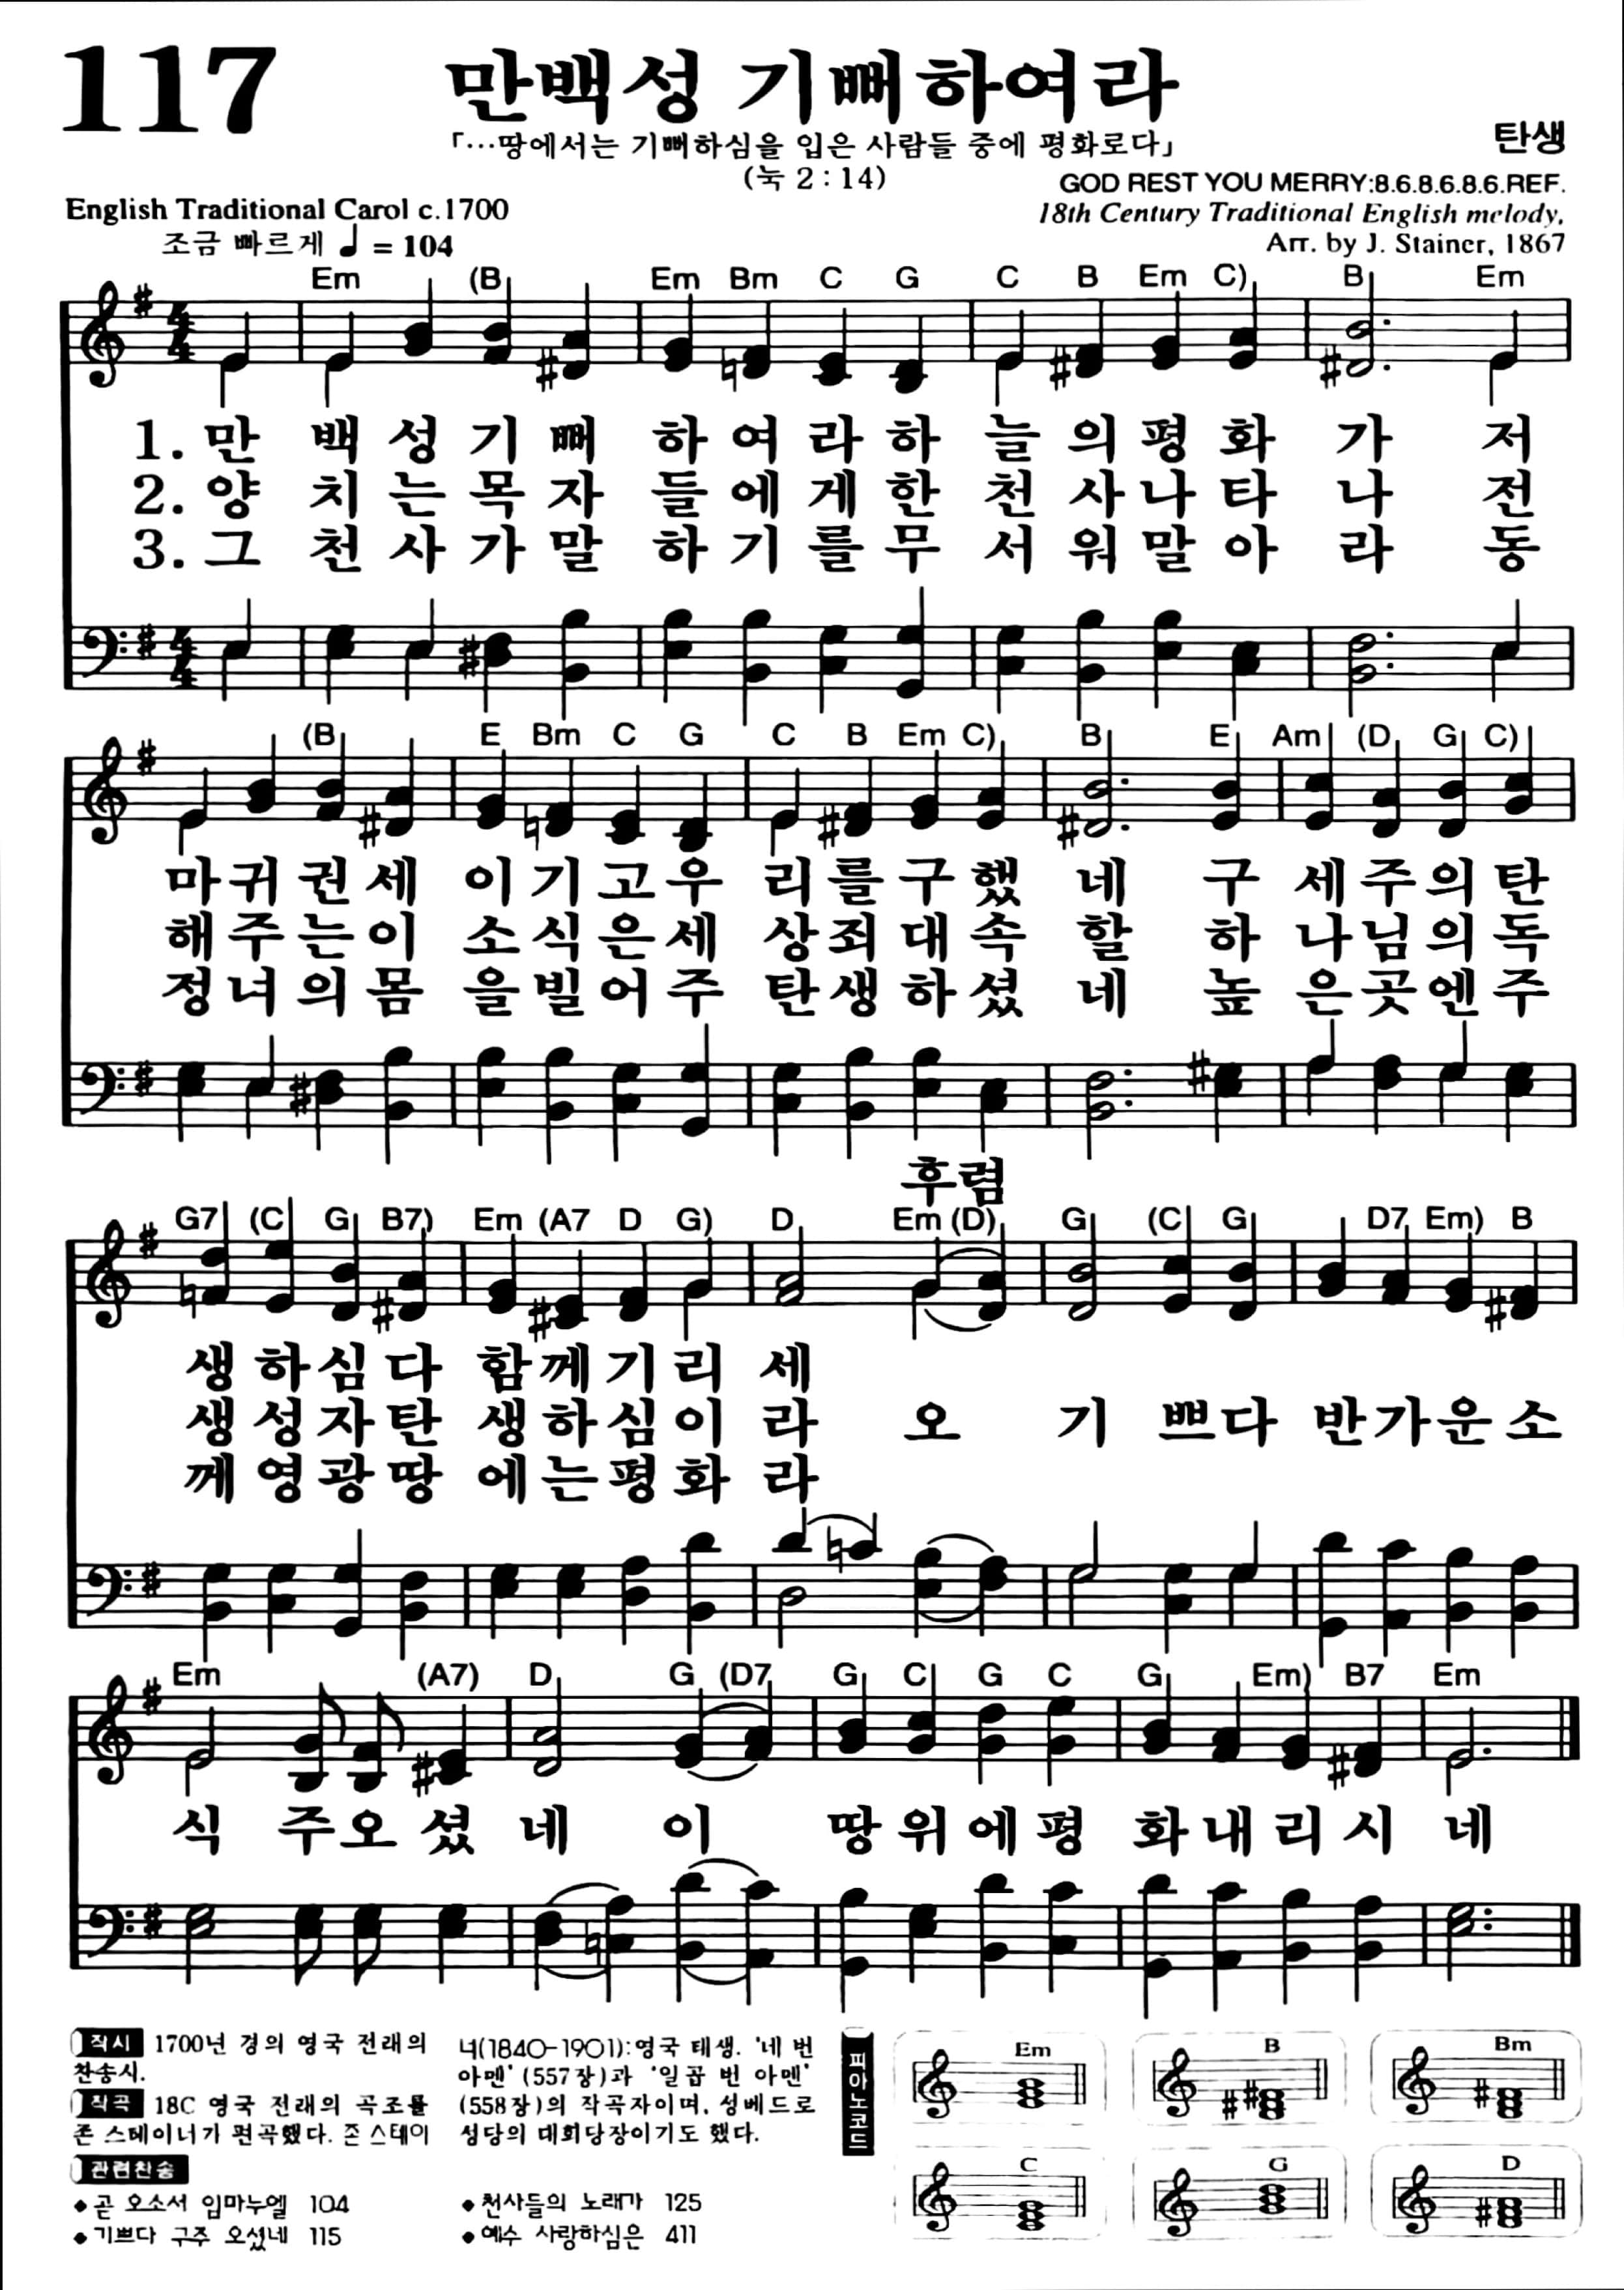 117
만백성 기뻐하여라
「…땅에서는 기뻐하심을 입은 사람들 중에 평화로다」
(눅 2 : 14)
탄생
GOD REST YOU MERRY:8.6.8.6.8.6.REF.
English Traditional Carol c.1700
18th Century Traditional English melody,
조금 빠르게 ♩ = 104
Arr. by J. Stainer, 1867
Em (B Em Bm C G C B Em C) B Em
1. 만 백 성 기 뻐 하 여 라 하 늘 의 평 화 가 저
2. 양 치 는 목 자 들 에 게 한 천 사 나 타 나 전
3. 그 천 사 가 말 하 기 를 무 서 워 말 아 라 동
(B E Bm C G C B Em C) B E Am (D G C)
마 귀 권 세 이 기 고 우 리 를 구 했 네 구 세 주 의 탄
해 주 는 이 소 식 은 세 상 죄 대 속 할 하 나 님 의 독
정 녀 의 몸 을 빌 어 주 탄 생 하 셨 네 높 은 곳 엔 주
후렴
G7 (C G B7) Em (A7 D G) D Em (D) G (C G D7 Em) B
생 하 심 다 함 께 기 리 세
생 성 자 탄 생 하 심 이 라 오 기 쁘 다 반 가 운 소
께 영 광 땅 에 는 평 화 라
Em (A7) D G (D7 G C G C G Em) B7 Em
식 주 오 셨 네 이 땅 위 에 평 화 내 리 시 네
작시 1700년 경의 영국 전래의
찬송시.
작곡 18C 영국 전래의 곡조를
존 스테이너가 편곡했다. 존 스테이
너(1840-1901):영국 태생. '네 번
아멘' (557장)과 '일곱 번 아멘'
(558장)의 작곡자이며, 성베드로
성당의 대회당장이기도 했다.
관련찬송
◆곧 오소서 임마누엘 104
◆기쁘다 구주 오셨네 115
◆천사들의 노래가 125
◆예수 사랑하심은 411
피아노코드
Em B Bm
C G D